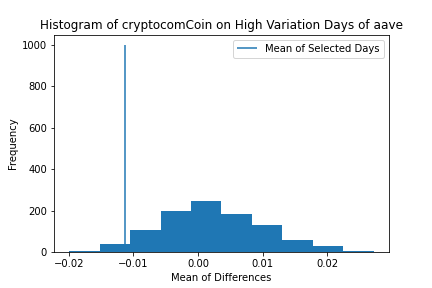 Histogram of cryptocomCoin on High Variation Days of aave
Mean of Selected Days
Frequency
1000
800
600
400
200
0
−0.02
−0.01
0.00
0.01
0.02
Mean of Differences